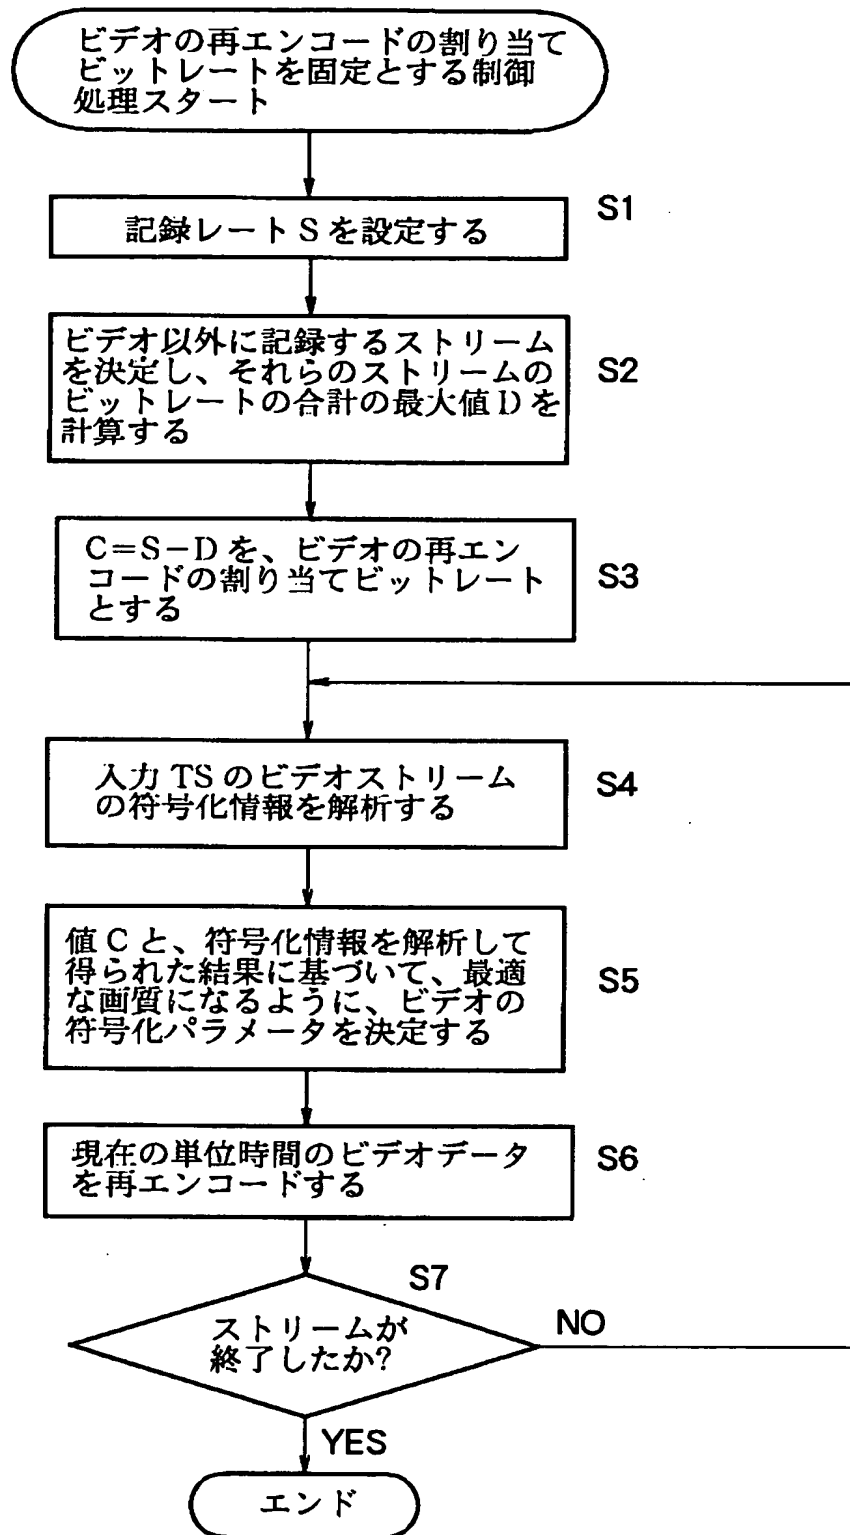 ビデオの再エンコードの割り当て
ビットレートを固定とする制御
処理スタート
S1
記録レートSを設定する
ビデオ以外に記録するストリーム
を決定し、それらのストリームの
ビットレートの合計の最大値Dを
計算する
S2
C=S-Dを、ビデオの再エン
コードの割り当てビットレート
とする
S3
入力TSのビデオストリーム
の符号化情報を解析する
S4
値Cと、符号化情報を解析して
得られた結果に基づいて、最適
な画質になるように、ビデオの
符号化パラメータを決定する
S5
現在の単位時間のビデオデータ
を再エンコードする
S6
S7
ストリームが
終了したか?
NO
YES
エンド